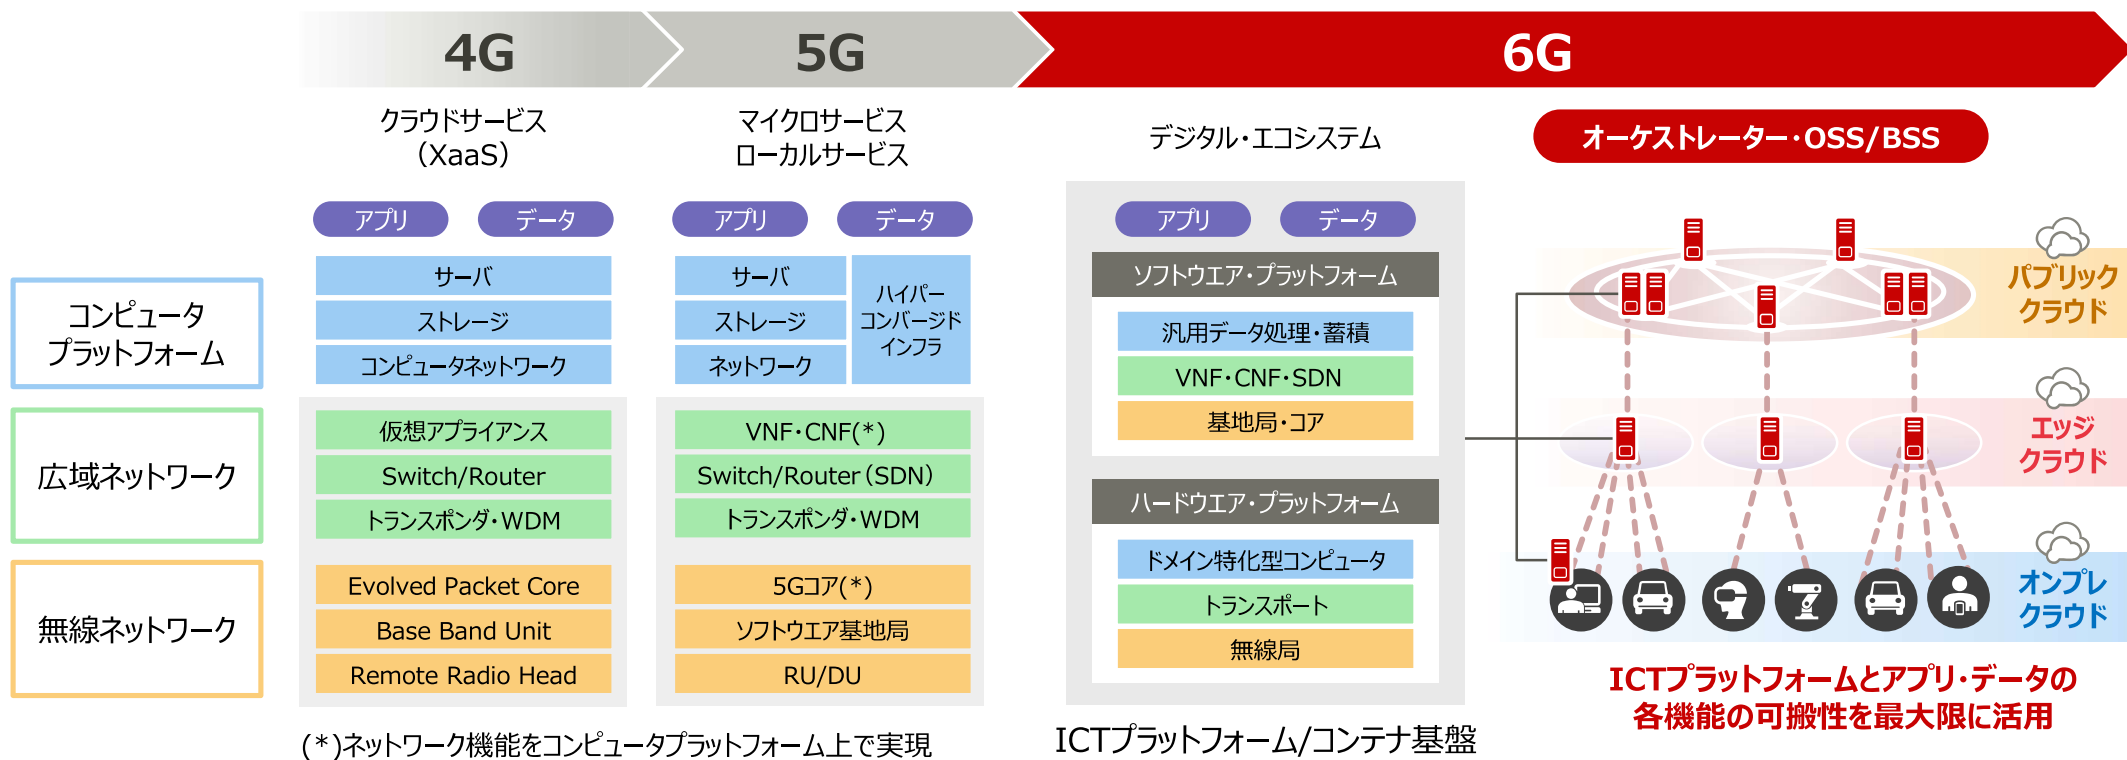 4G
5G
6G
クラウドサービス
（XaaS）
マイクロサービス
ローカルサービス
デジタル・エコシステム
オーケストレーター・OSS/BSS
アプリ
データ
アプリ
データ
アプリ
データ
コンピュータ
プラットフォーム
サーバ
ストレージ
コンピュータネットワーク
サーバ
ストレージ
ネットワーク
ハイパー
コンバージド
インフラ
広域ネットワーク
仮想アプライアンス
Switch/Router
トランスポンダ・WDM
VNF・CNF(*)
Switch/Router（SDN）
トランスポンダ・WDM
無線ネットワーク
Evolved Packet Core
Base Band Unit
Remote Radio Head
5Gコア(*)
ソフトウエア基地局
RU/DU
(*)ネットワーク機能をコンピュータプラットフォーム上で実現
ソフトウエア・プラットフォーム
汎用データ処理・蓄積
VNF・CNF・SDN
基地局・コア
ハードウエア・プラットフォーム
ドメイン特化型コンピュータ
トランスポート
無線局
ICTプラットフォーム/コンテナ基盤
パブリック
クラウド
エッジ
クラウド
オンプレ
クラウド
ICTプラットフォームとアプリ・データの
各機能の可搬性を最大限に活用